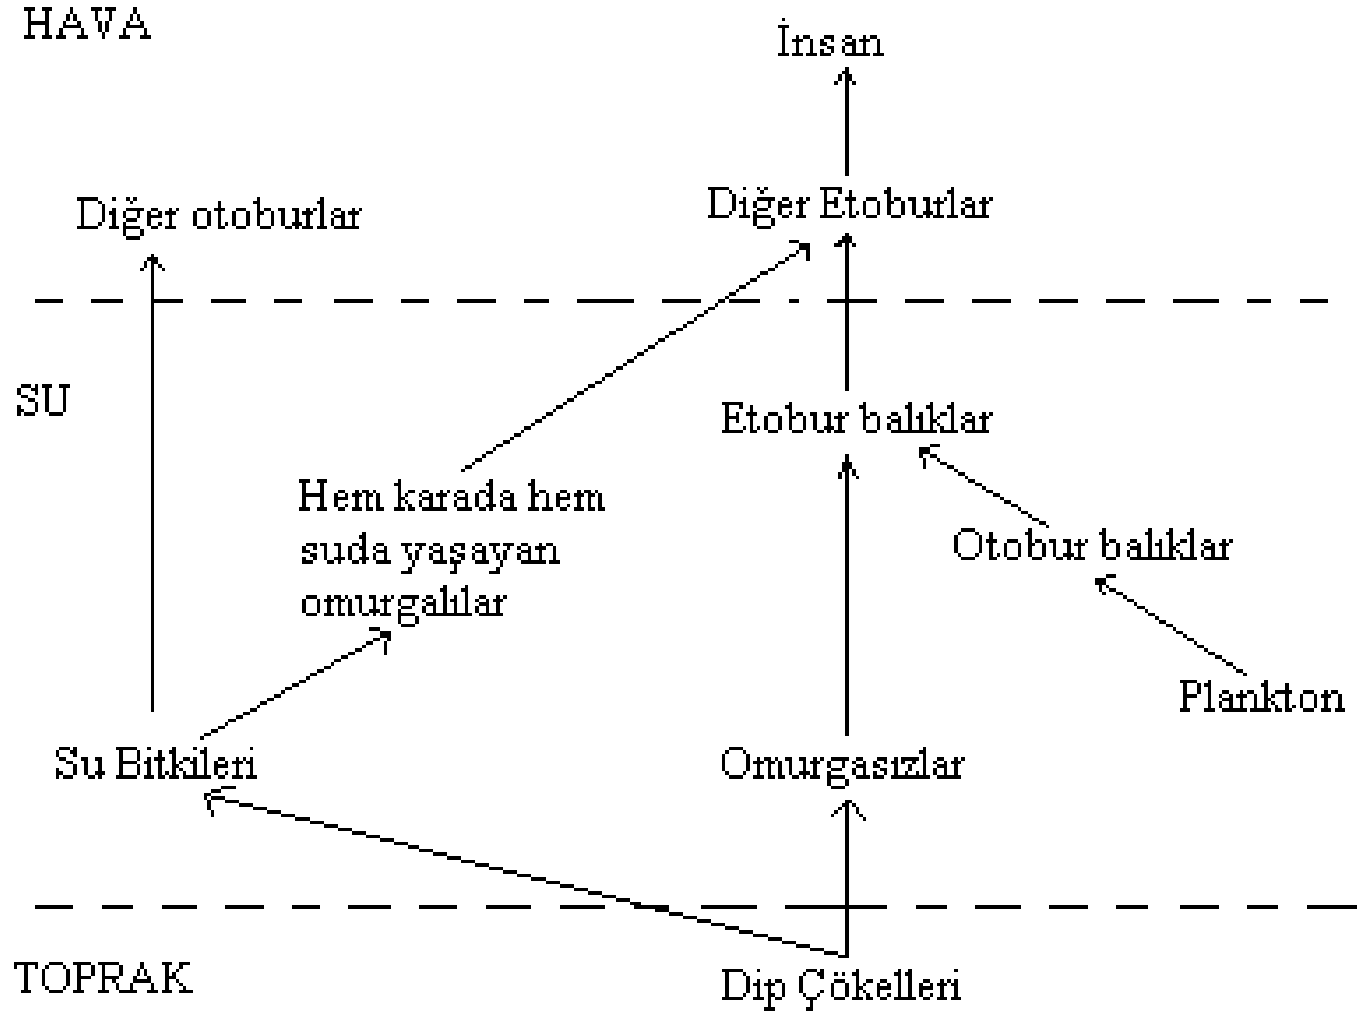 HAVA
İnsan
Diğer otoburlar
Diğer Etoburlar
SU
Etobur balıklar
Hem karada hem
suda yaşayan
omurgalılar
Otobur balıklar
Plankton
Su Bitkileri
Omurgasızlar
TOPRAK
Dip Çökelleri